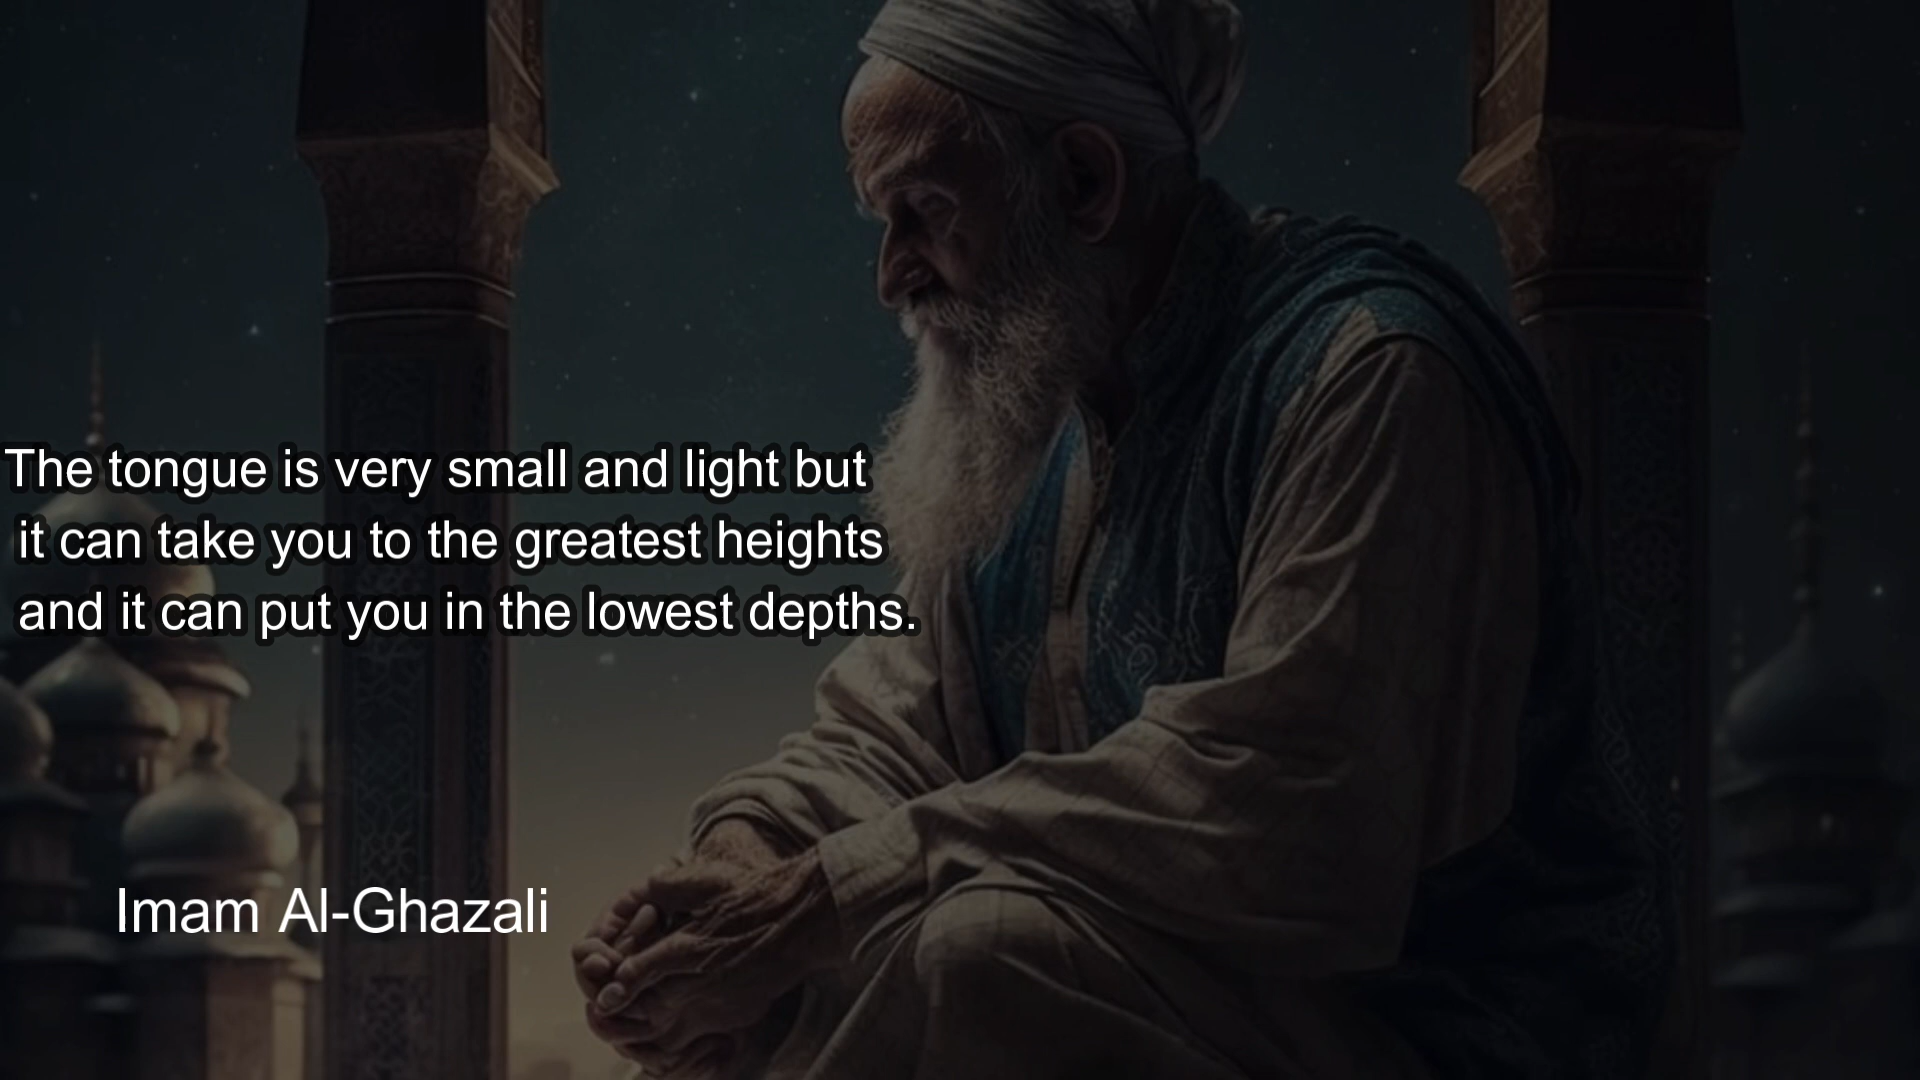 The tongue is very small and light but
it can take you to the greatest heights
and it can put you in the lowest depths.
Imam Al-Ghazali